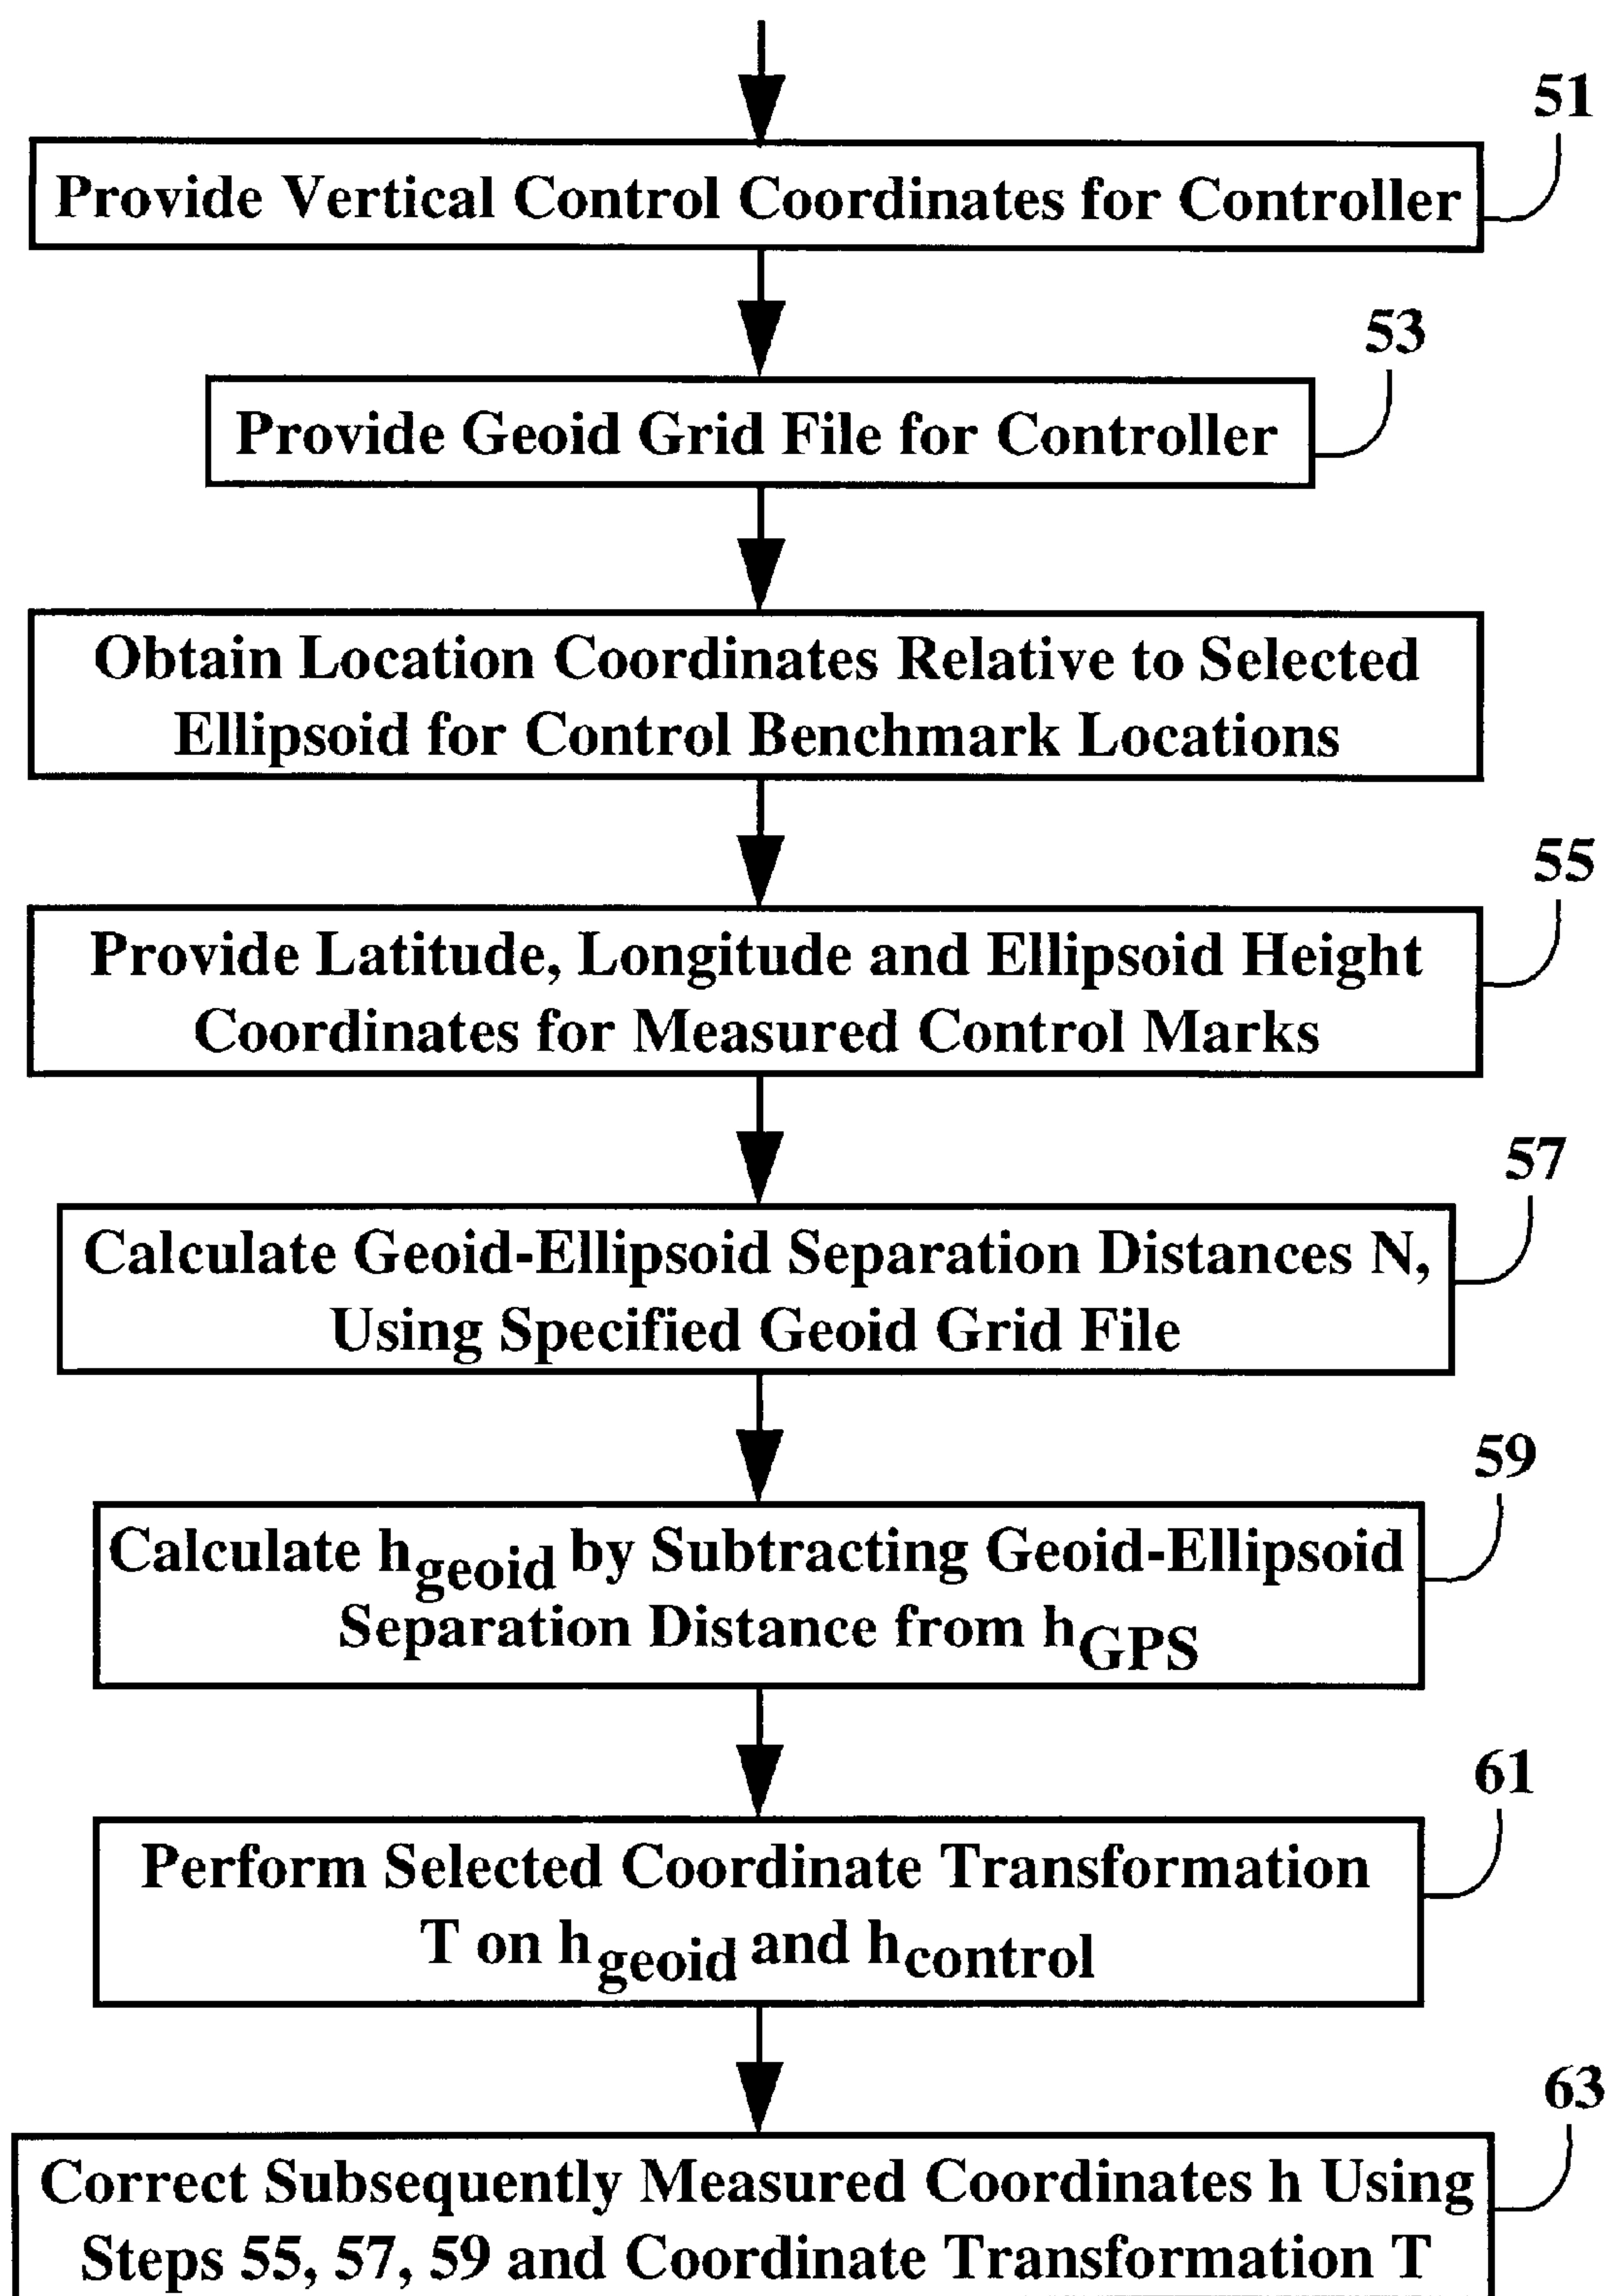 51
Provide Vertical Control Coordinates for Controller
53
Provide Geoid Grid File for Controller
Obtain Location Coordinates Relative to Selected
Ellipsoid for Control Benchmark Locations
55
Provide Latitude, Longitude and Ellipsoid Height
Coordinates for Measured Control Marks
57
Calculate Geoid-Ellipsoid Separation Distances N,
Using Specified Geoid Grid File
59
Calculate hgeoid by Subtracting Geoid-Ellipsoid
Separation Distance from hGPS
61
Perform Selected Coordinate Transformation
T on hgeoid and hcontrol
63
Correct Subsequently Measured Coordinates h Using
Steps 55, 57, 59 and Coordinate Transformation T